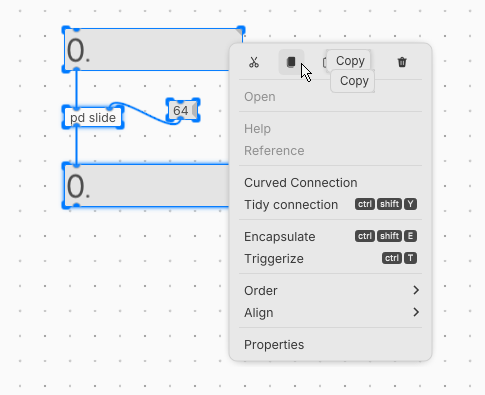 0.
Copy
Copy
Open
64
pd slide
Help
Reference
0.
Curved Connection
Tidy connection ctrl shift Y
Encapsulate ctrl shift E
Triggerize ctrl T
Order
Align
Properties